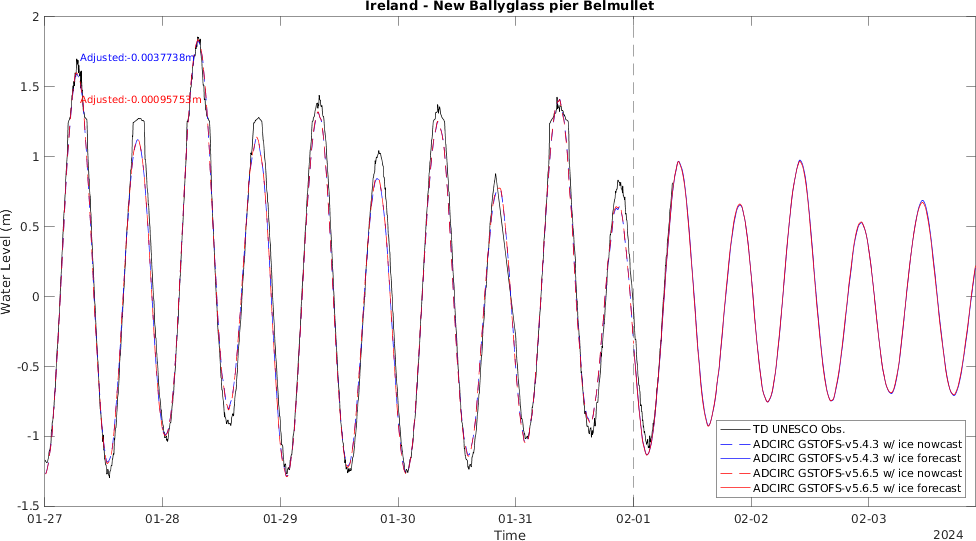 Ireland - New Ballyglass pier Belmullet
2
1.5
1
0.5
0
-0.5
-1
-1.5
Water Level (m)
Adjusted:-0.0037738m
Adjusted:-0.00095753m
TD UNESCO Obs.
ADCIRC GSTOFS-v5.4.3 w/ ice nowcast
ADCIRC GSTOFS-v5.4.3 w/ ice forecast
ADCIRC GSTOFS-v5.6.5 w/ ice nowcast
ADCIRC GSTOFS-v5.6.5 w/ ice forecast
01-27 01-28 01-29 01-30 01-31 02-01 02-02 02-03
Time
2024